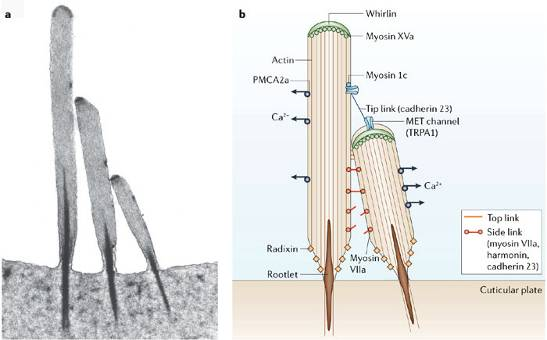 a
b
Whirlin
Myosin XVa
Actin
PMCA2a
Myosin 1c
Ca2+
Tip link (cadherin 23)
MET channel
(TRPA1)
Ca2+
Top link
Side link
(myosin VIIa,
harmonin,
cadherin 23)
Radixin
Myosin
VIIa
Rootlet
Cuticular plate